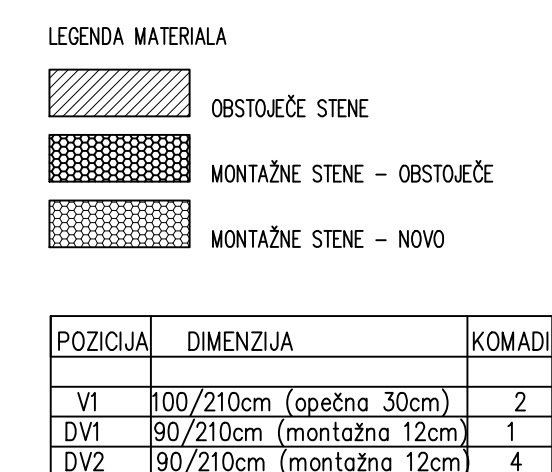 LEGENDA MATERIALA
OBSTOJEČE STENE
MONTAŽNE STENE – OBSTOJEČE
MONTAŽNE STENE – NOVO
POZICIJA DIMENZIJA KOMADI
V1 100/210cm (opečna 30cm) 2
DV1 90/210cm (montažna 12cm) 1
DV2 90/210cm (montažna 12cm) 4